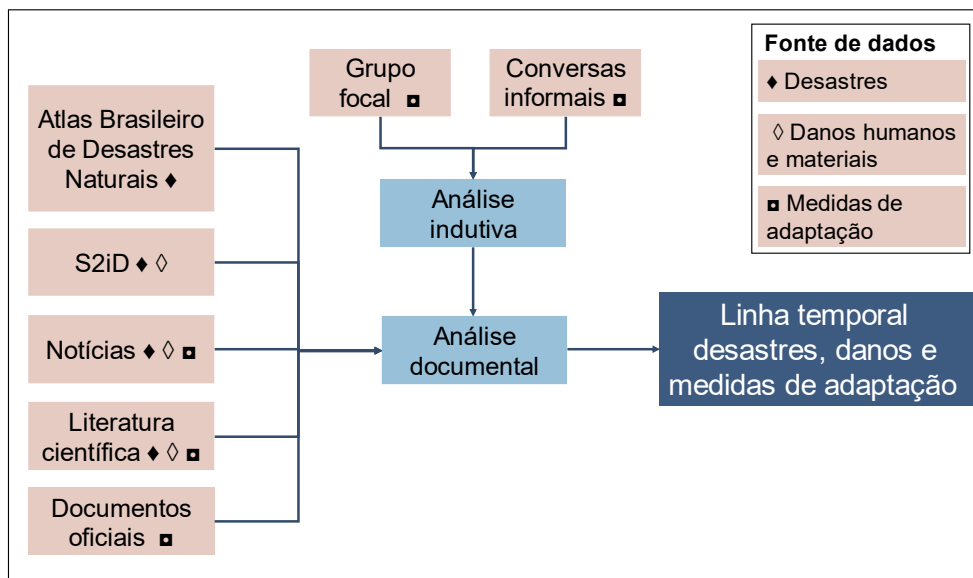 Grupo
focal ◘
Conversas
informais ◘
Fonte de dados
♦ Desastres
◊ Danos humanos
e materiais
◘ Medidas de
adaptação
Atlas Brasileiro
de Desastres
Naturais ♦
S2iD ♦ ◊
Notícias ♦ ◊ ◘
Literatura
científica ♦ ◊ ◘
Documentos
oficiais ◘
Análise
indutiva
Análise
documental
Linha temporal
desastres, danos e
medidas de adaptação